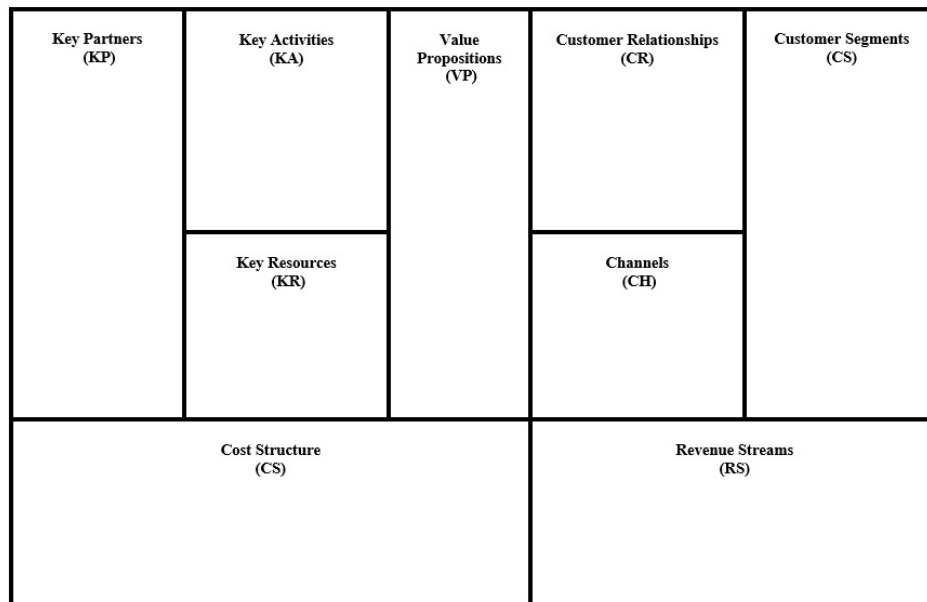 Key Partners
(KP)
Key Activities
(KA)
Value
Propositions
(VP)
Customer Relationships
(CR)
Customer Segments
(CS)
Key Resources
(KR)
Channels
(CH)
Cost Structure
(CS)
Revenue Streams
(RS)